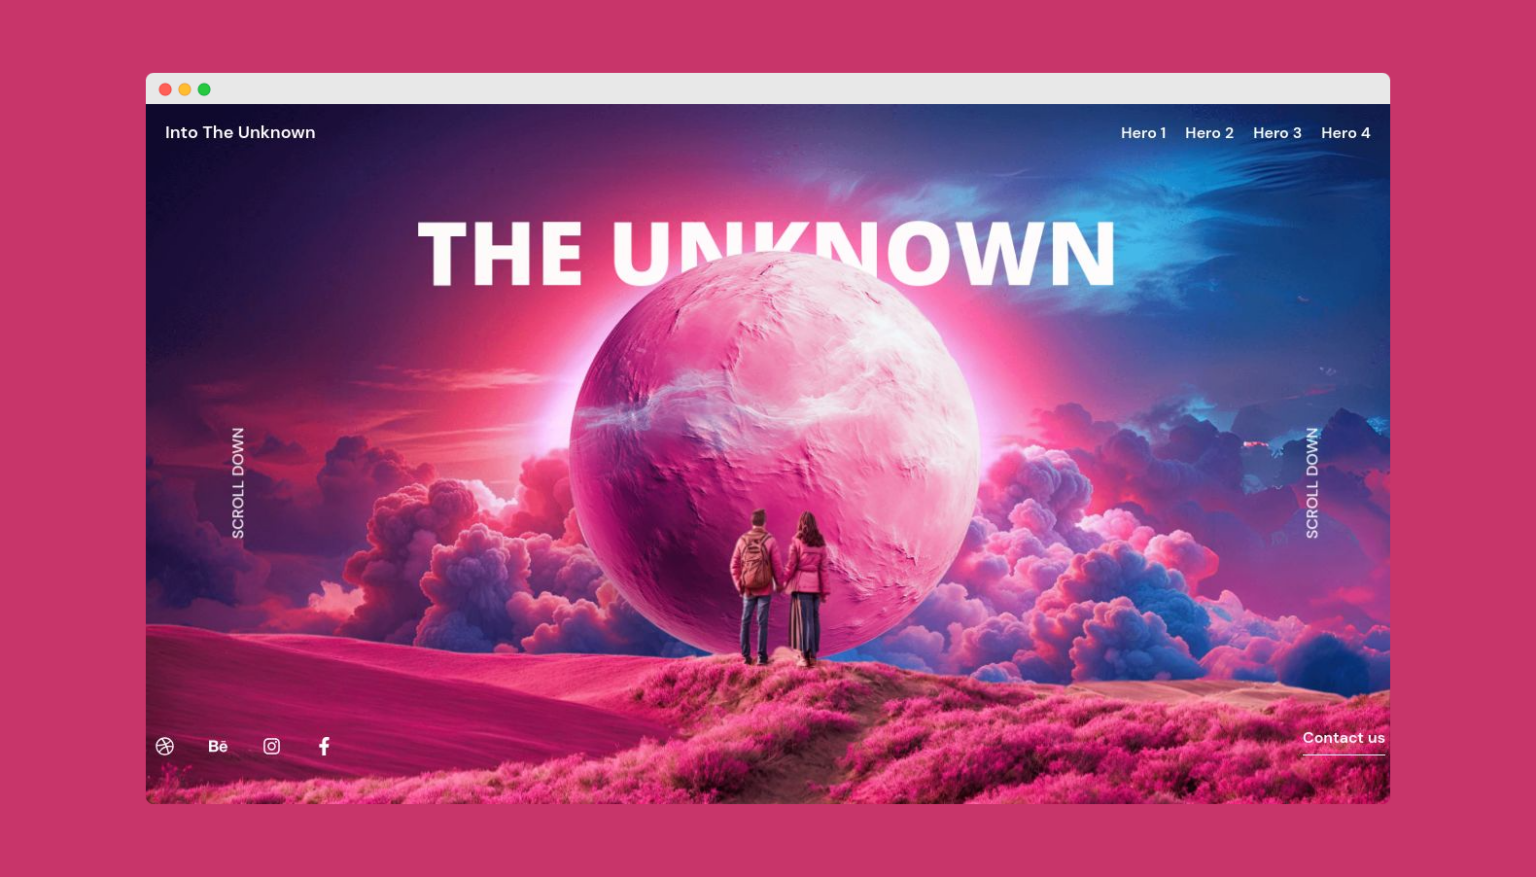 Into The Unknown
Hero 1 Hero 2 Hero 3 Hero 4
THE UNKNOWN
SCROLL DOWN
SCROLL DOWN
Bē
Contact us